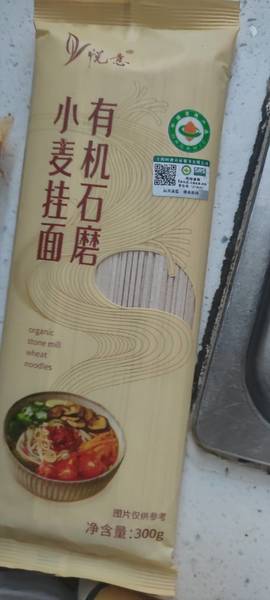 悦意
有机石磨
小麦挂面
organic
stone mill
wheat
noodles
图片仅供参考
净含量:300g